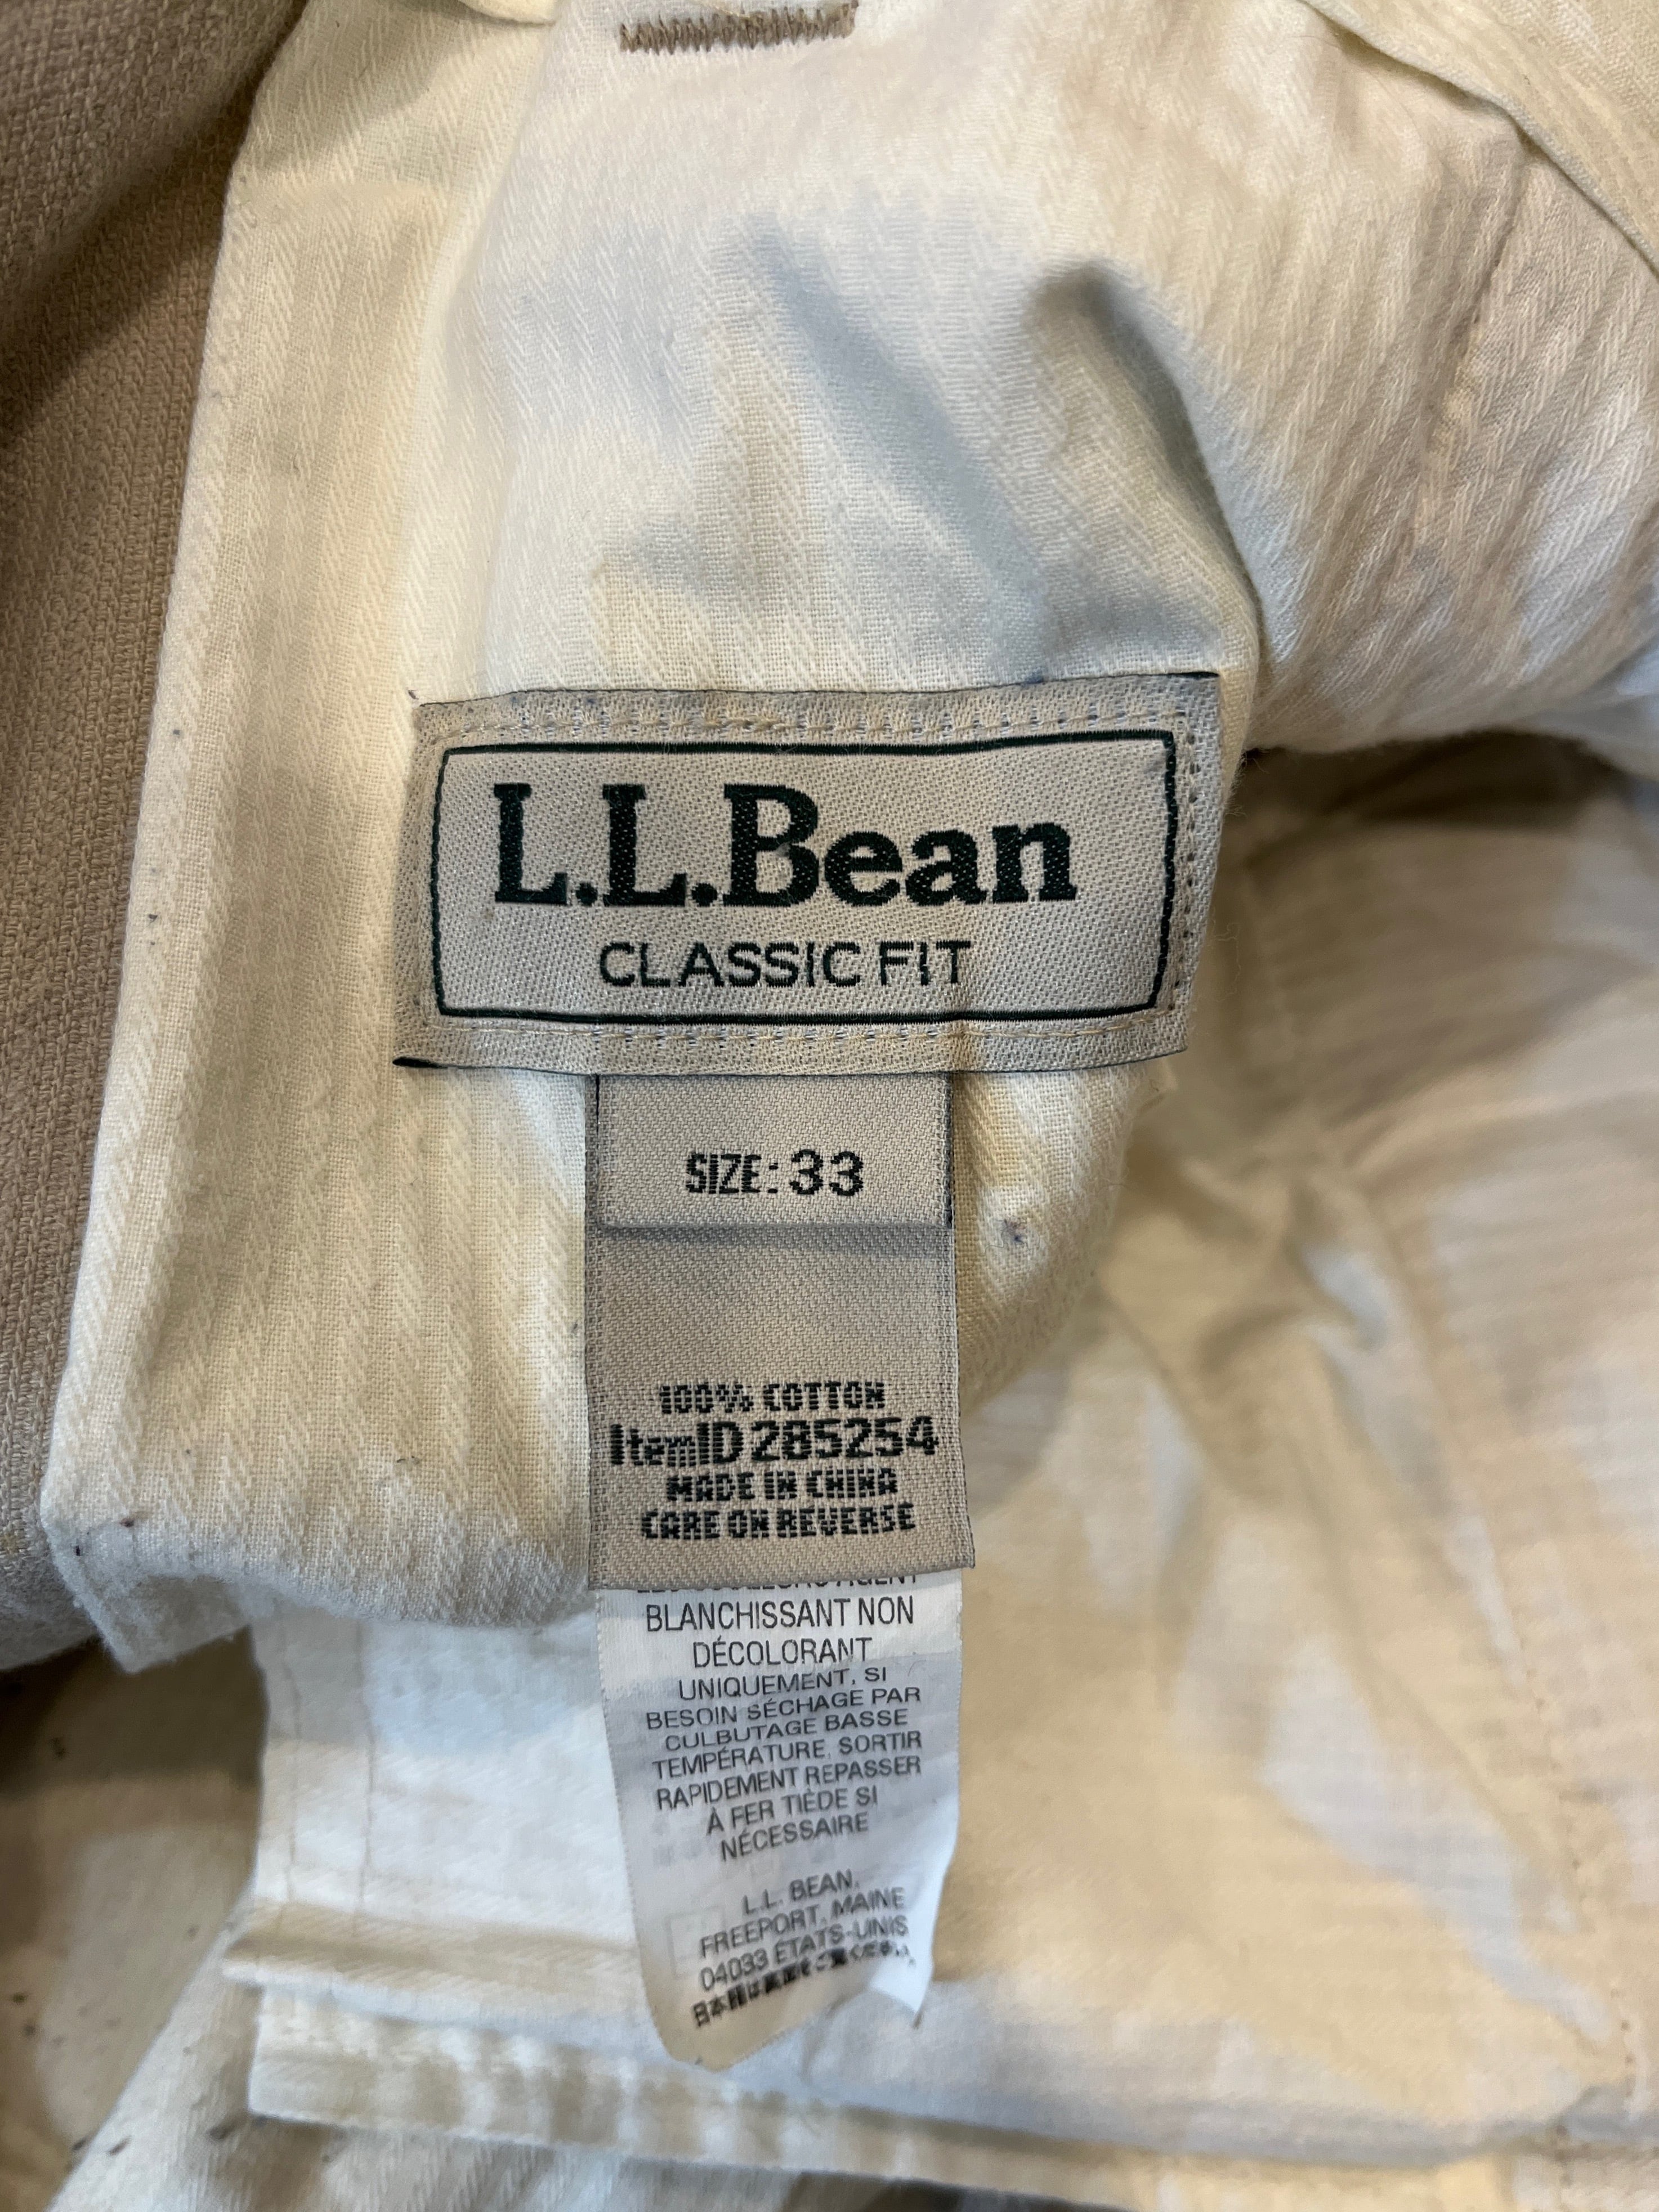 L.L.Bean
CLASSIC FIT
SIZE: 33
100% COTTON
ItemID 285254
MADE IN CHINA
CARE ON REVERSE
BLANCHISSANT NON
DÉCOLORANT
UNIQUEMENT, SI
BESOIN SÉCHAGE PAR
CULBUTAGE BASSE
TEMPÉRATURE, SORTIR
RAPIDEMENT REPASSER
À FER TIÈDE SI
NÉCESSAIRE
L.L. BEAN,
FREEPORT, MAINE
04033 ÉTATS-UNIS